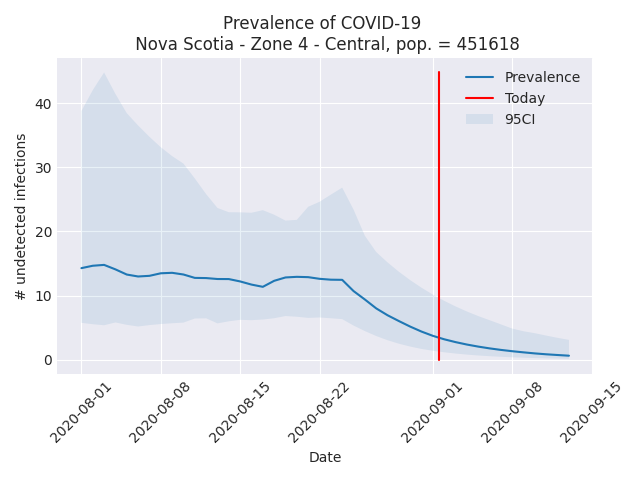 Prevalence of COVID-19
Nova Scotia - Zone 4 - Central, pop. = 451618
Prevalence
Today
95CI
# undetected infections
40
30
20
10
0
2020-08-01
2020-08-08
2020-08-15
2020-08-22
2020-09-01
2020-09-08
2020-09-15
Date